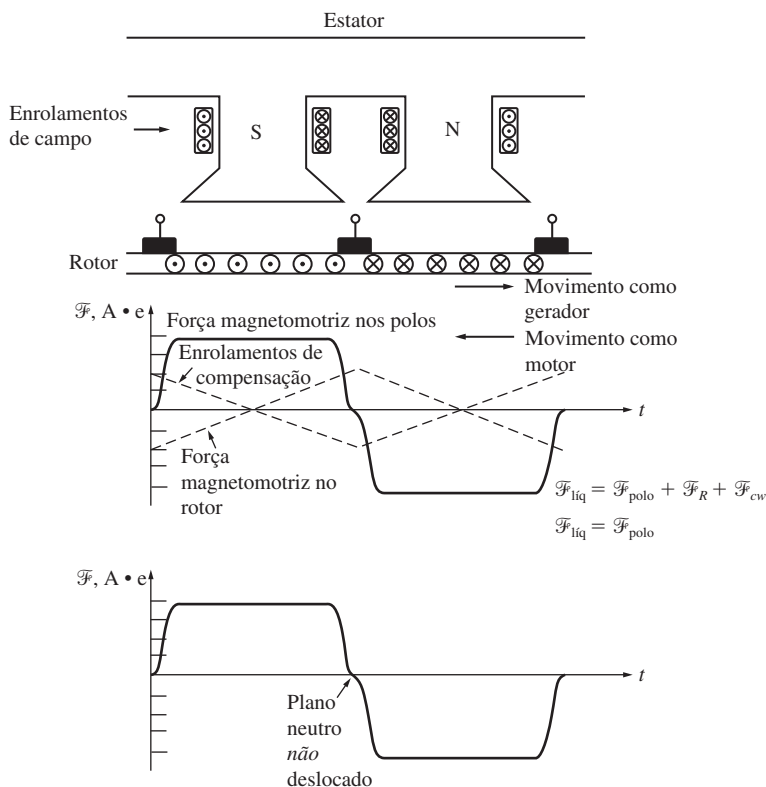 Estator
Enrolamentos
de campo
S
N
Rotor
Movimento como
gerador
Movimento como
motor
ℱ, A • e
Força magnetomotriz nos polos
Enrolamentos de
compensação
t
Força
magnetomotriz no
rotor
ℱlíq = ℱpolo + ℱR + ℱcw
ℱlíq = ℱpolo
ℱ, A • e
t
Plano
neutro
não
deslocado